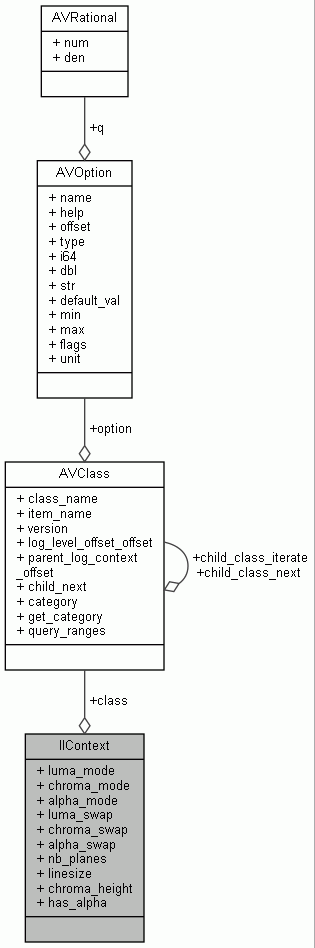 AVRational
+ num
+ den
+q
AVOption
+ name
+ help
+ offset
+ type
+ i64
+ dbl
+ str
+ default_val
+ min
+ max
+ flags
+ unit
+option
AVClass
+ class_name
+ item_name
+ version
+ log_level_offset_offset
+ parent_log_context
_offset
+ child_next
+ category
+ get_category
+ query_ranges
+child_class_iterate
+child_class_next
+class
IlContext
+ luma_mode
+ chroma_mode
+ alpha_mode
+ luma_swap
+ chroma_swap
+ alpha_swap
+ nb_planes
+ linesize
+ chroma_height
+ has_alpha